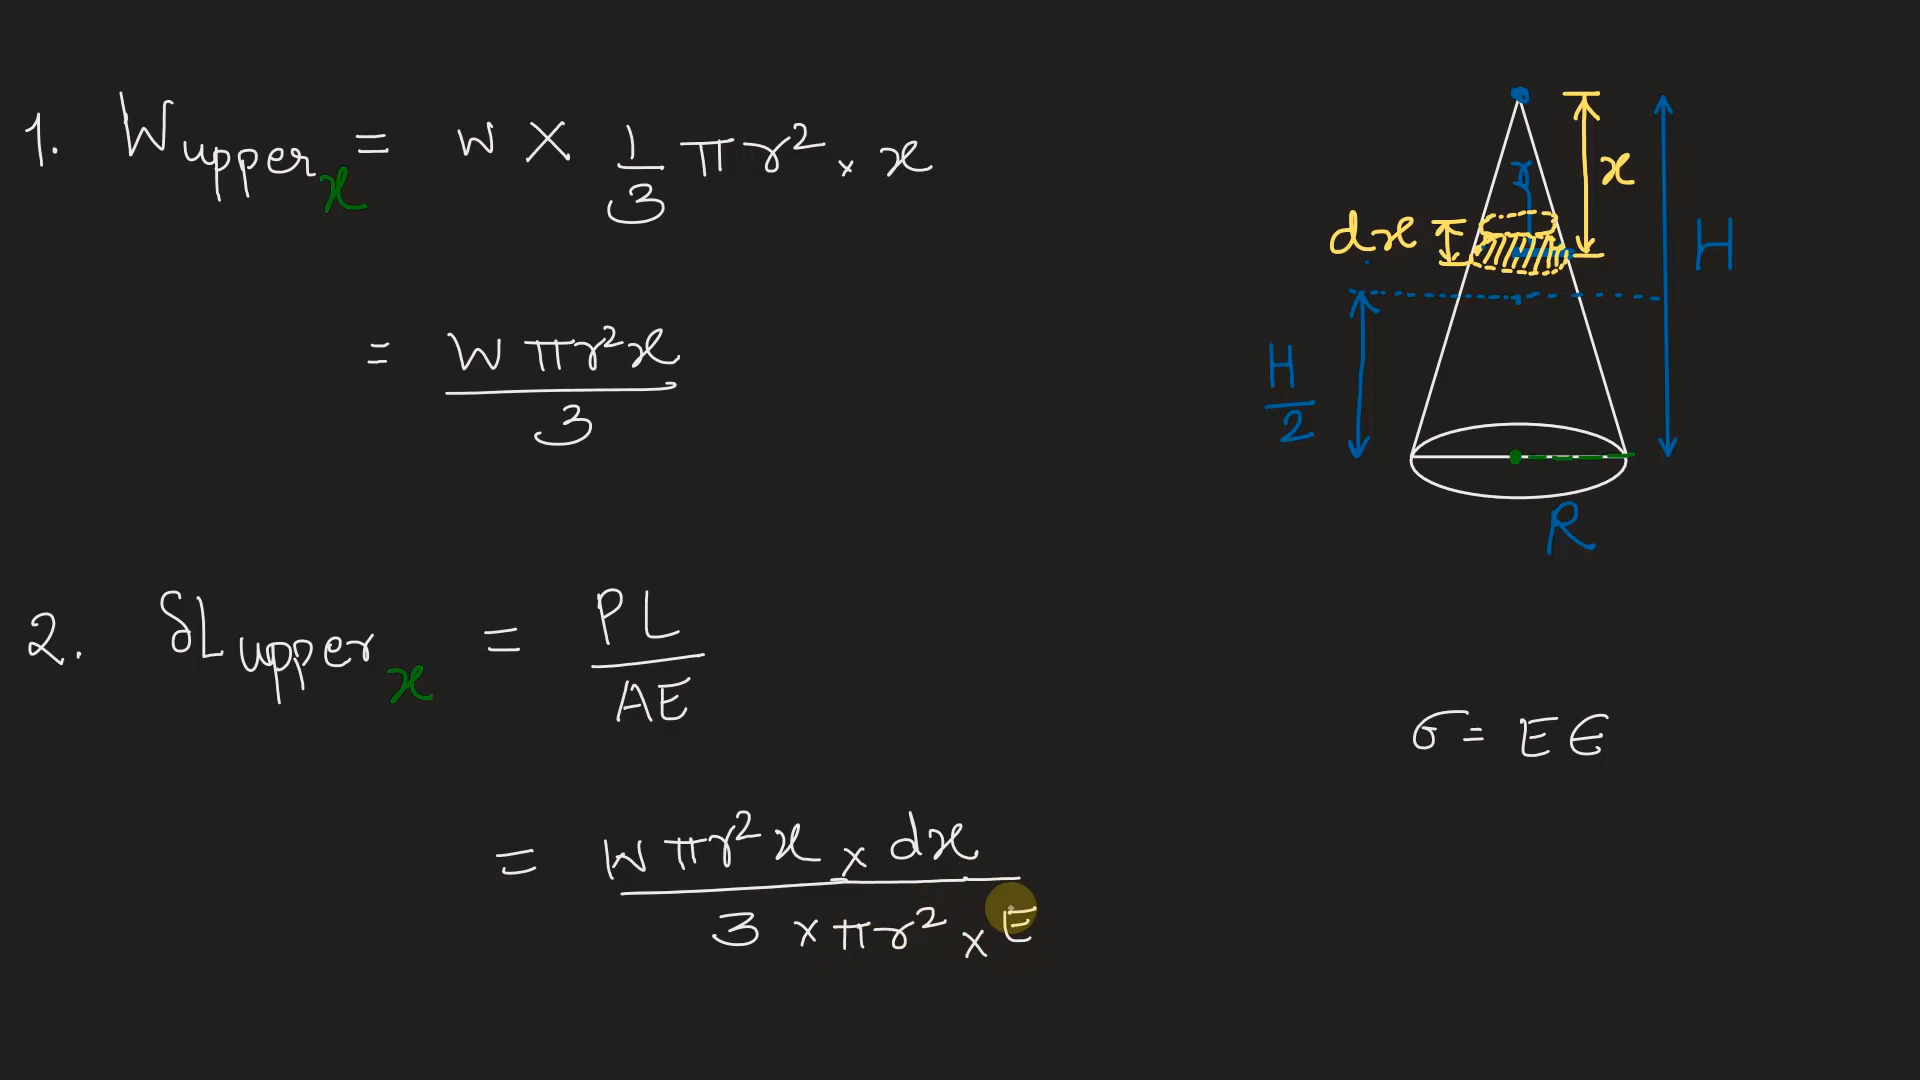 1. W upper x = w × 1/3 π r² × x
= w π r² x / 3
2. δL upper x = PL / AE
= w π r² x × dx / 3 × π r² × E
x
r
dx
H
H/2
R
σ = E ϵ